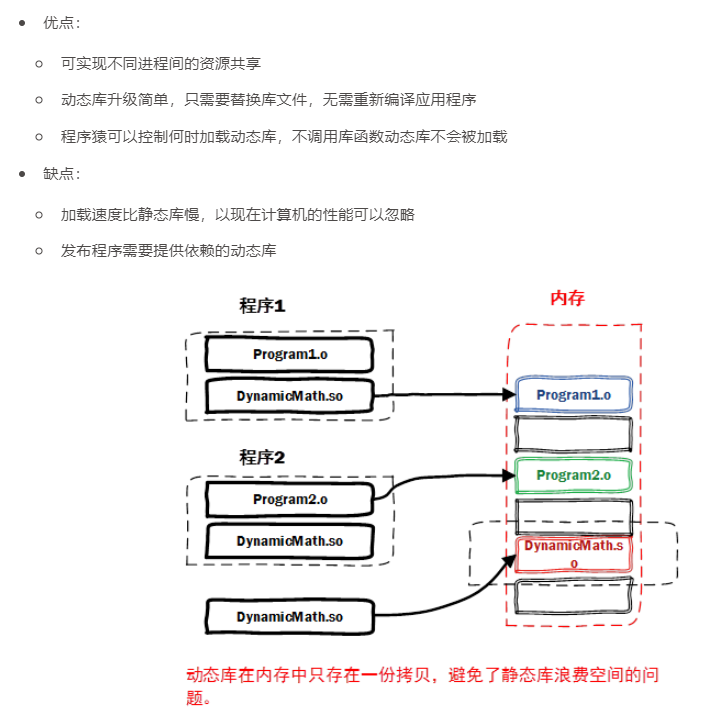 优点：
可实现不同进程间的资源共享
动态库升级简单，只需要替换库文件，无需重新编译应用程序
程序猿可以控制何时加载动态库，不调用库函数动态库不会被加载
缺点：
加载速度比静态库慢，以现在计算机的性能可以忽略
发布程序需要提供依赖的动态库
程序1
内存
Program1.o
DynamicMath.so
Program1.o
程序2
Program2.o
Program2.o
DynamicMath.so
DynamicMath.s
o
DynamicMath.so
动态库在内存中只存在一份拷贝，避免了静态库浪费空间的问
题。